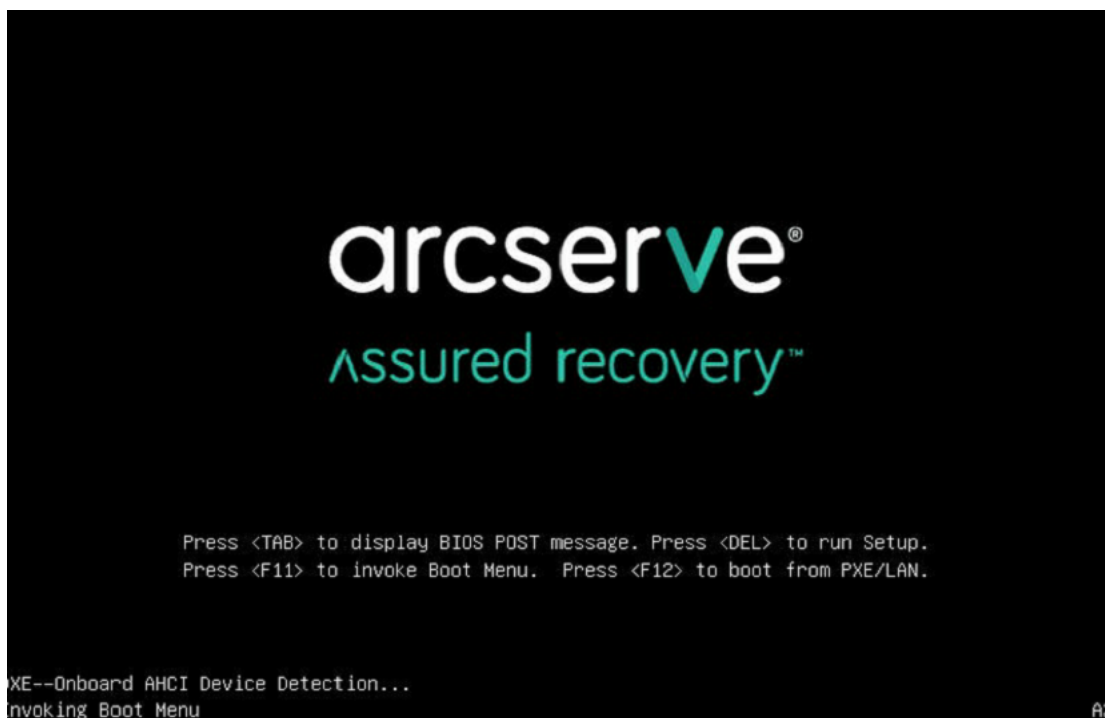 arcserve®
assured recovery™
Press <TAB> to display BIOS POST message. Press <DEL> to run Setup.
Press <F11> to invoke Boot Menu.  Press <F12> to boot from PXE/LAN.
XE--Onboard AHCI Device Detection...
nvoking Boot Menu